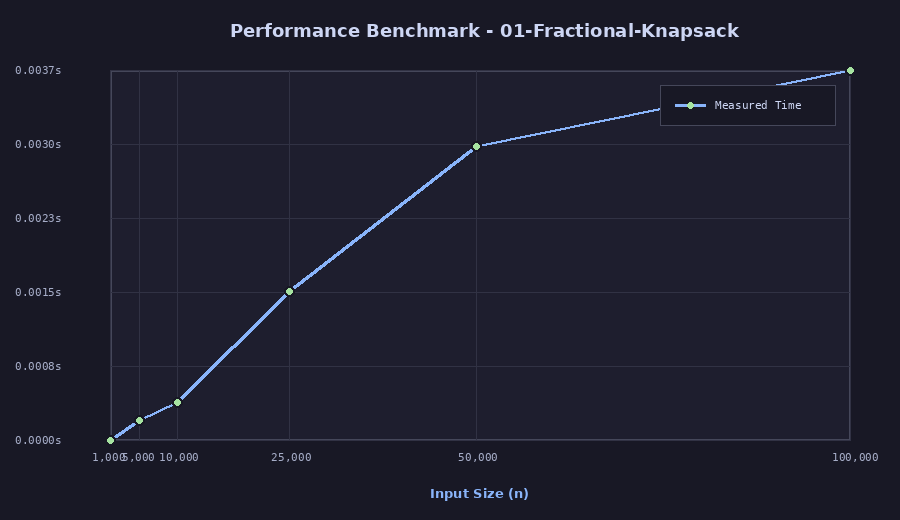 Performance Benchmark - 01-Fractional-Knapsack
0.0037s
Measured Time
0.0030s
0.0023s
0.0015s
0.0008s
0.0000s
1,000 5,000 10,000 25,000 50,000 100,000
Input Size (n)